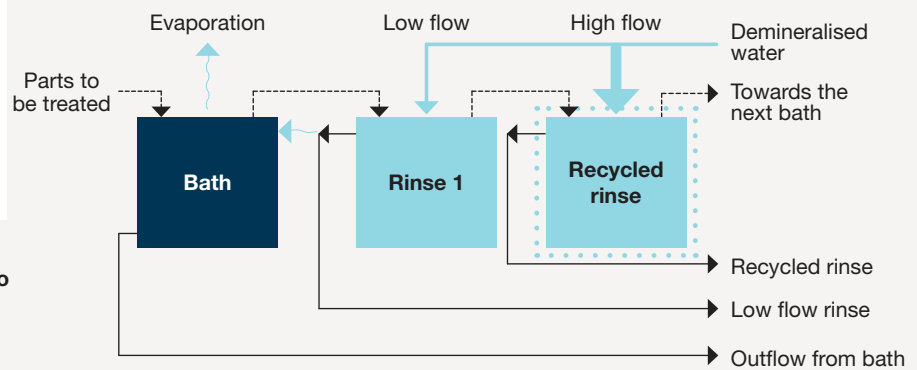 Evaporation
Low flow
High flow
Demineralised
water
Parts to
be treated
Towards the
next bath
Bath
Rinse 1
Recycled
rinse
o
Recycled rinse
Low flow rinse
Outflow from bath